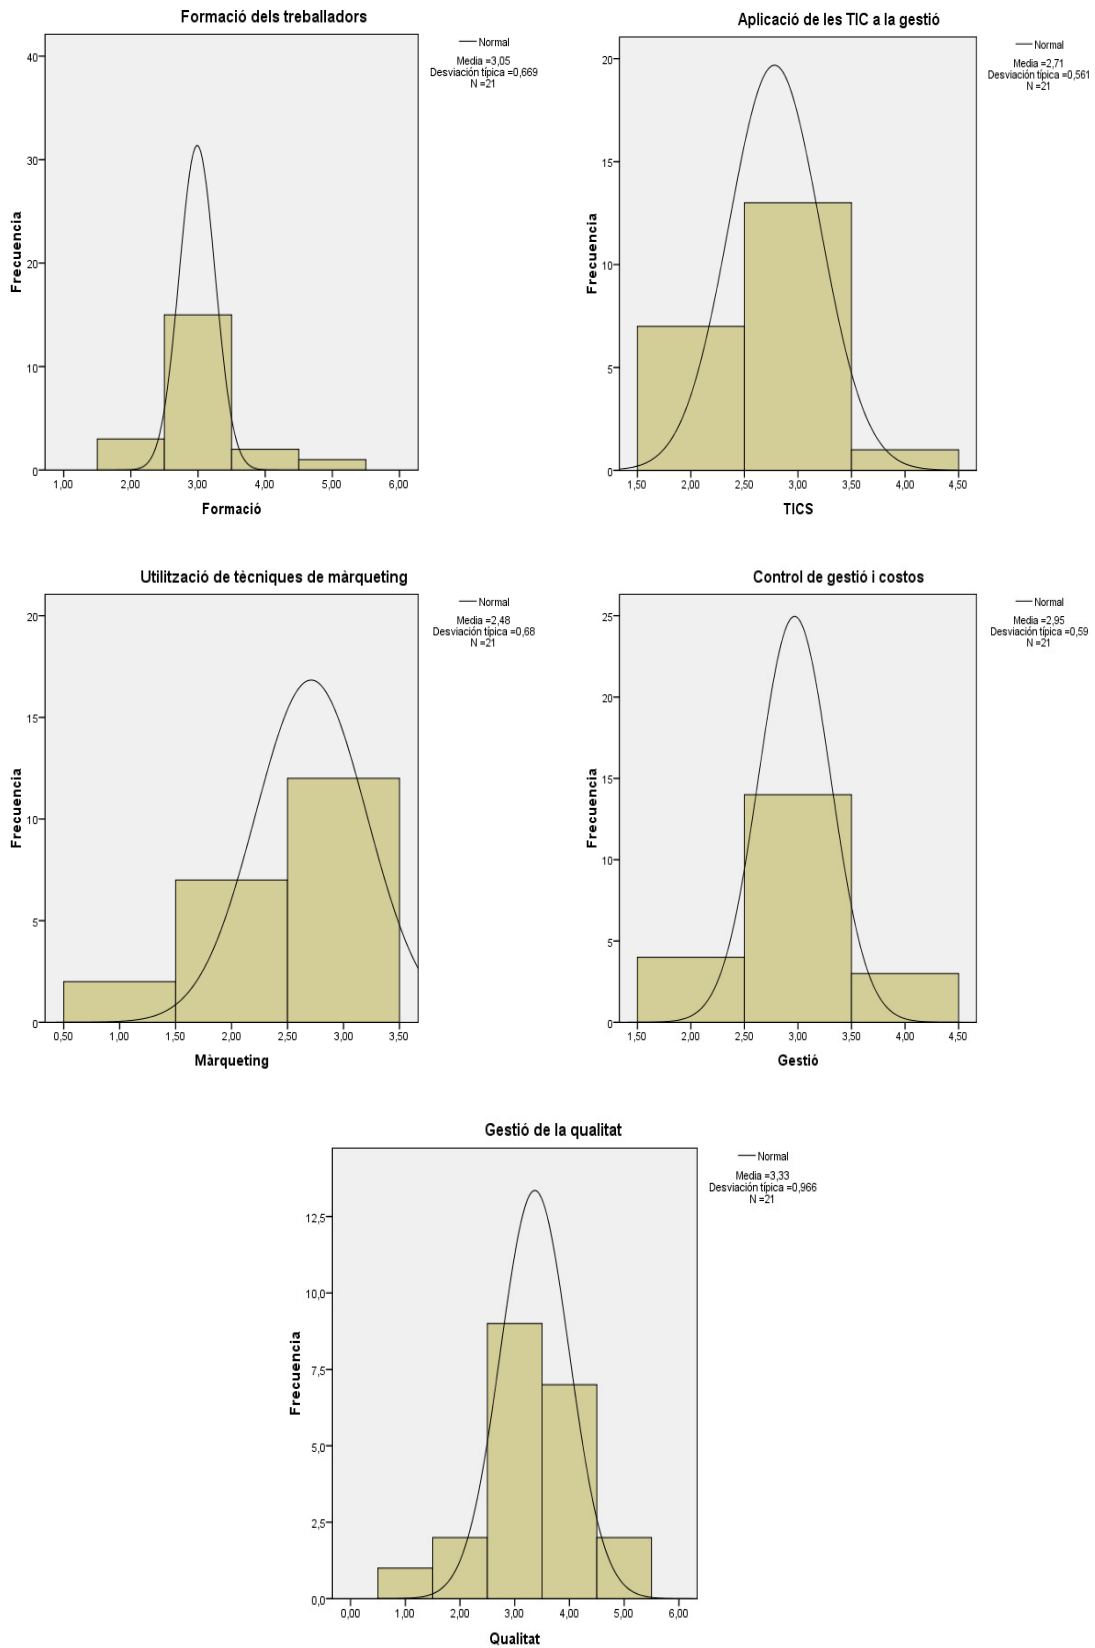 Formació dels treballadors
Normal
Media =3,05
Desviación típica =0,669
N =21
40
30
20
10
0
Frecuencia
1,00 2,00 3,00 4,00 5,00 6,00
Formació
Aplicació de les TIC a la gestió
Normal
Media =2,71
Desviación típica =0,561
N =21
20
15
10
5
0
Frecuencia
1,50 2,00 2,50 3,00 3,50 4,00 4,50
TICS
Utilització de tècniques de màrqueting
Normal
Media =2,48
Desviación típica =0,68
N =21
20
15
10
5
0
Frecuencia
0,50 1,00 1,50 2,00 2,50 3,00 3,50
Màrqueting
Control de gestió i costos
Normal
Media =2,95
Desviación típica =0,59
N =21
25
20
15
10
5
0
Frecuencia
1,50 2,00 2,50 3,00 3,50 4,00 4,50
Gestió
Gestió de la qualitat
Normal
Media =3,33
Desviación típica =0,966
N =21
12,5
10,0
7,5
5,0
2,5
0,0
Frecuencia
0,00 1,00 2,00 3,00 4,00 5,00 6,00
Qualitat